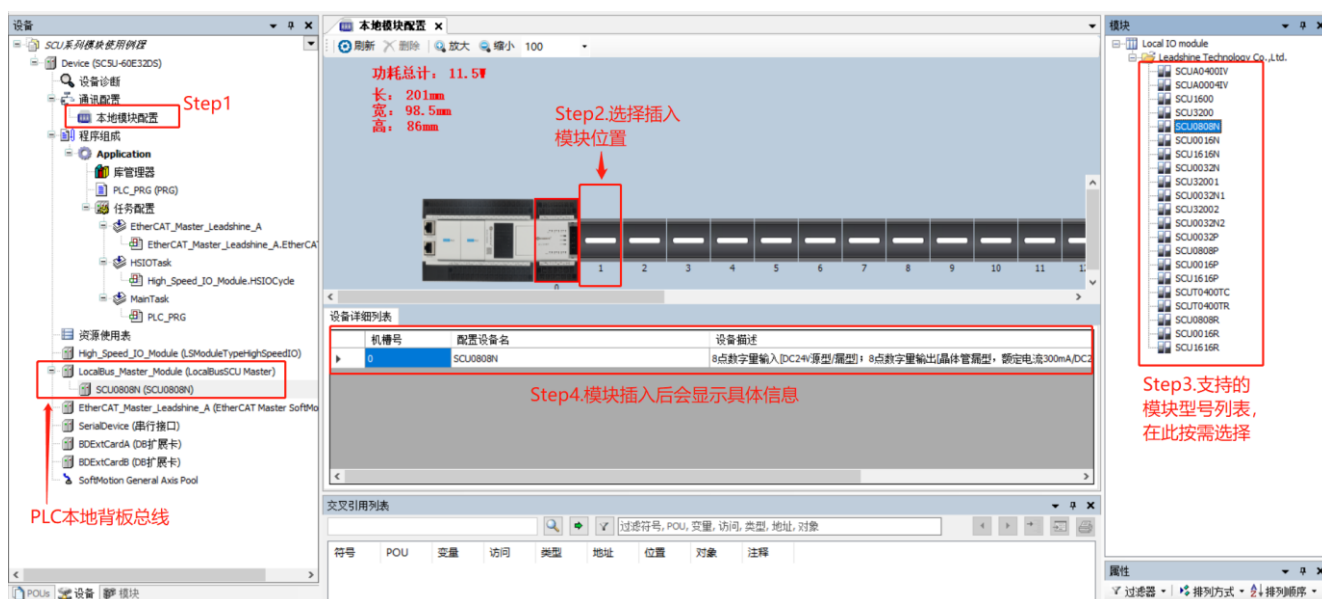 设备
SCU系列模块使用例程
Device (SC5U-60E32DS)
设备诊断
通讯配置
Step1
本地模块配置
程序组成
Application
库管理器
PLC_PRG (PRG)
任务配置
EtherCAT_Master_Leadshine_A
EtherCAT_Master_Leadshine_A.EtherCA
HSIOTask
High_Speed_IO_Module.HSIOCycle
MainTask
PLC_PRG
资源使用表
High_Speed_IO_Module (LSModuleTypeHighSpeedIO)
LocalBus_Master_Module (LocalBusSCU Master)
SCU0808N (SCU0808N)
EtherCAT_Master_Leadshine_A (EtherCAT Master SoftMo
SerialDevice (串行接口)
BDExtCardA (DB扩展卡)
BDExtCardB (DB扩展卡)
SoftMotion General Axis Pool
PLC本地背板总线
POUs 设备 模块
本地模块配置
刷新 删除 放大 缩小 100
功耗总计: 11.5W
长: 201mm
宽: 98.5mm
高: 86mm
Step2.选择插入
模块位置
0 1 2 3 4 5 6 7 8 9 10 11
设备详细列表
机槽号 配置设备名 设备描述
0 SCU0808N 8点数字量输入[DC24V源型/漏型]; 8点数字量输出[晶体管漏型, 额定电流300mA/DC2
Step4.模块插入后会显示具体信息
交叉引用列表
过滤符号, POU, 变量, 访问, 类型, 地址, 对象
符号 POU 变量 访问 类型 地址 位置 对象 注释
模块
Local IO module
Leadshine Technology Co.,Ltd.
SCUA0400IV
SCUA0004IV
SCU1600
SCU3200
SCU0808N
SCU0016N
SCU1616N
SCU0032N
SCU32001
SCU0032N1
SCU32002
SCU0032N2
SCU0032P
SCU0808P
SCU0016P
SCU1616P
SCUT0400TC
SCUT0400TR
SCU0808R
SCU0016R
SCU1616R
Step3.支持的
模块型号列表,
在此按需选择
属性
过滤器 排列方式 排列顺序